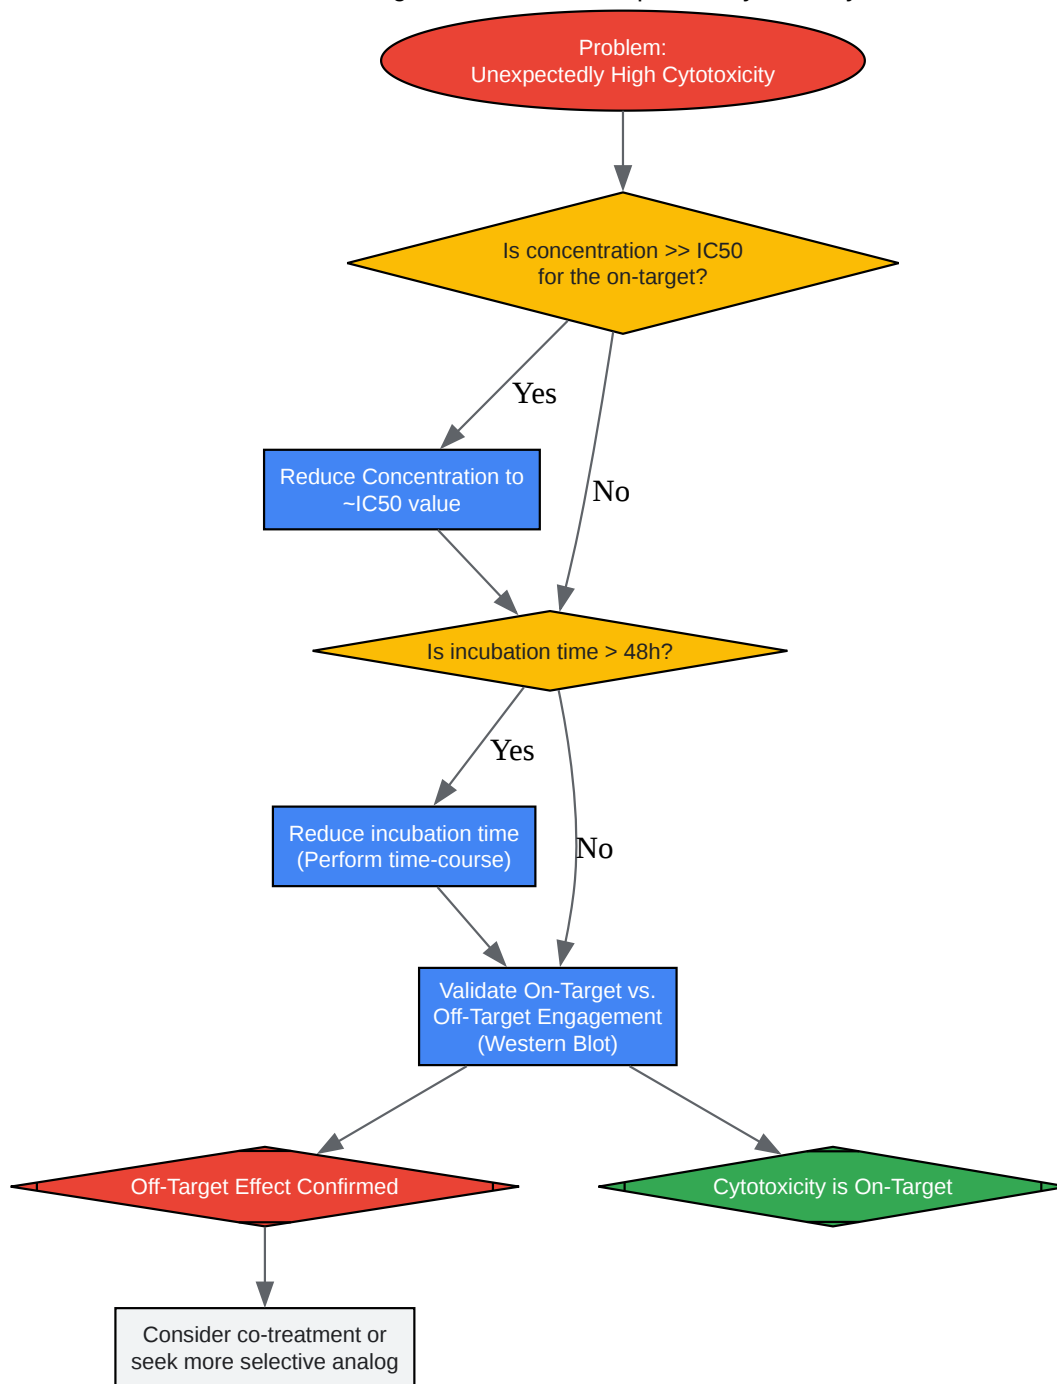 Problem:
Unexpectedly High Cytotoxicity
Is concentration >> IC50
for the on-target?
Yes
Reduce Concentration to
~IC50 value
No
Is incubation time > 48h?
Yes
Reduce incubation time
(Perform time-course)
No
Validate On-Target vs.
Off-Target Engagement
(Western Blot)
Off-Target Effect Confirmed
Cytotoxicity is On-Target
Consider co-treatment or
seek more selective analog